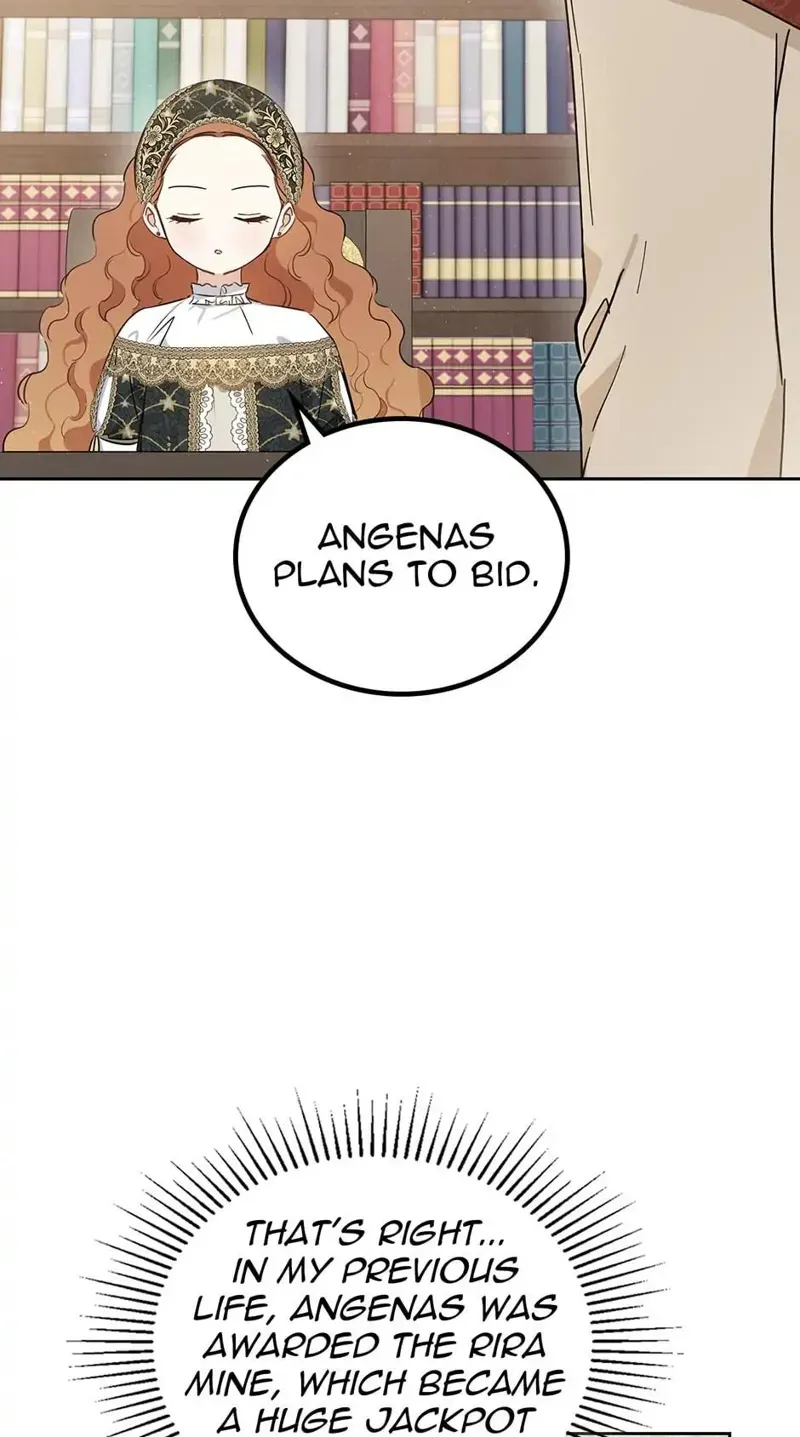 ANGENAS
PLANS TO BID.
THAT'S RIGHT...
IN MY PREVIOUS
LIFE, ANGENAS WAS
AWARDED THE RIRA
MINE, WHICH BECAME
A HUGE JACKPOT